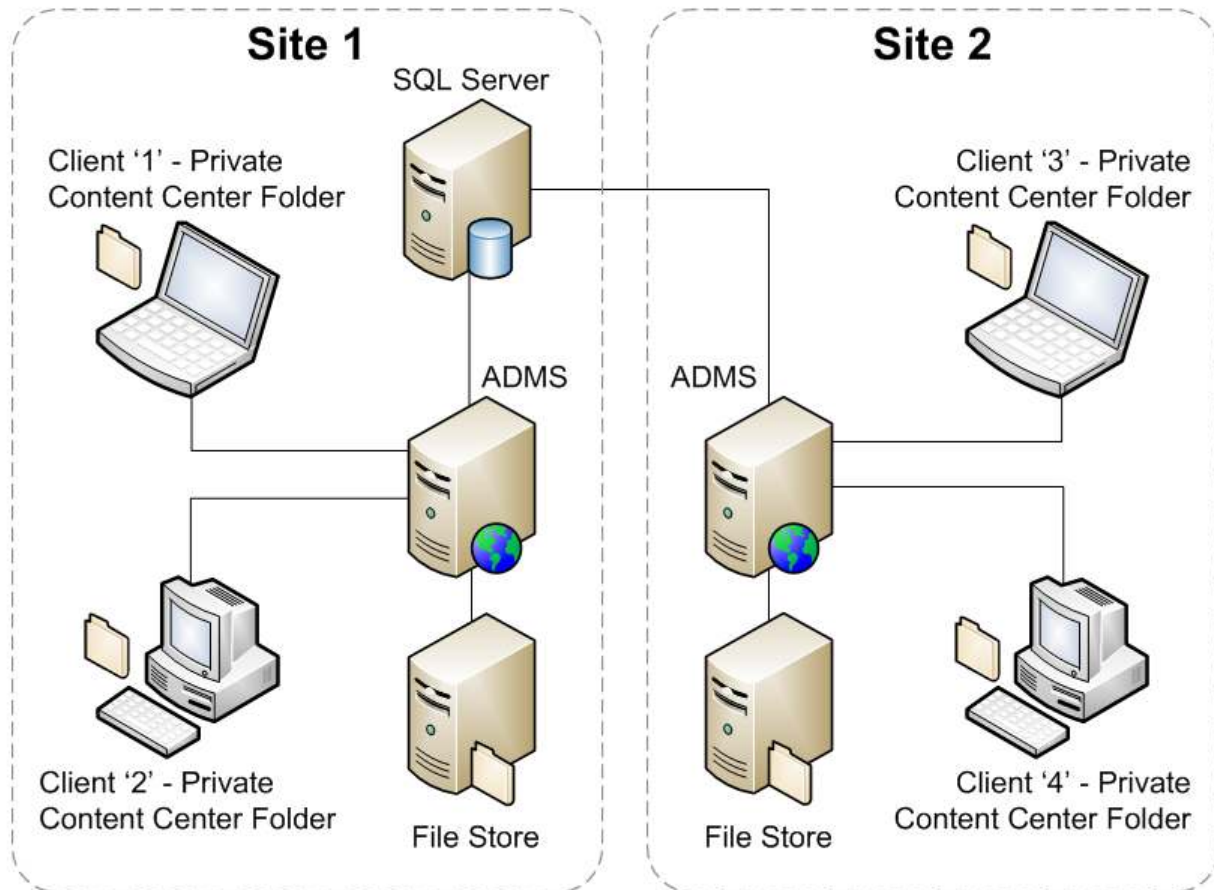 Site 1
SQL Server
Client ‘1’ - Private
Content Center Folder
ADMS
Client ‘2’ - Private
Content Center Folder
File Store
Site 2
Client ‘3’ - Private
Content Center Folder
ADMS
File Store
Client ‘4’ - Private
Content Center Folder